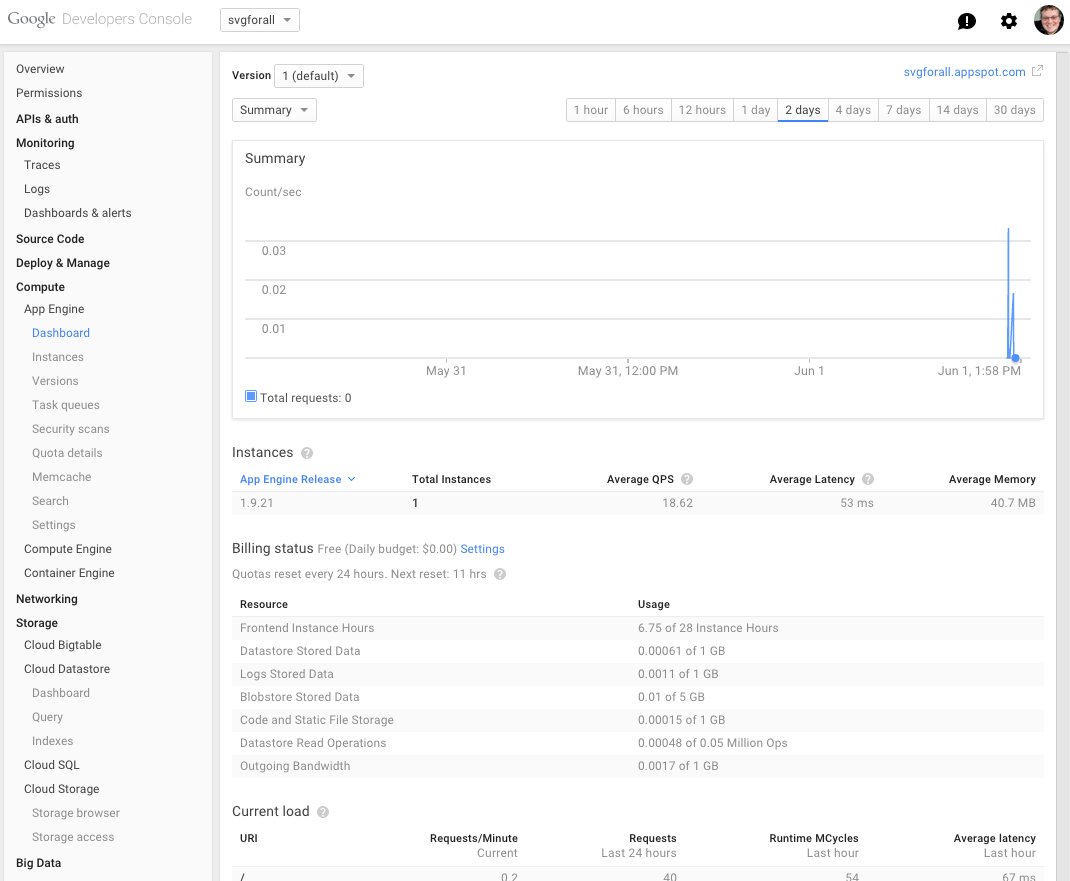 Google Developers Console
svgforall
Overview
Permissions
APIs & auth
Monitoring
Traces
Logs
Dashboards & alerts
Source Code
Deploy & Manage
Compute
App Engine
Dashboard
Instances
Versions
Task queues
Security scans
Quota details
Memcache
Search
Settings
Compute Engine
Container Engine
Networking
Storage
Cloud Bigtable
Cloud Datastore
Dashboard
Query
Indexes
Cloud SQL
Cloud Storage
Storage browser
Storage access
Big Data
Version 1 (default)
svgforall.appspot.com
Summary
1 hour 6 hours 12 hours 1 day 2 days 4 days 7 days 14 days 30 days
Summary
Count/sec
0.03
0.02
0.01
May 31 May 31, 12:00 PM Jun 1 Jun 1, 1:58 PM
Total requests: 0
Instances ?
App Engine Release Total Instances Average QPS ? Average Latency ? Average Memory
1.9.21 1 18.62 53 ms 40.7 MB
Billing status Free (Daily budget: $0.00) Settings
Quotas reset every 24 hours. Next reset: 11 hrs ?
Resource Usage
Frontend Instance Hours 6.75 of 28 Instance Hours
Datastore Stored Data 0.00061 of 1 GB
Logs Stored Data 0.0011 of 1 GB
Blobstore Stored Data 0.01 of 5 GB
Code and Static File Storage 0.00015 of 1 GB
Datastore Read Operations 0.00048 of 0.05 Million Ops
Outgoing Bandwidth 0.0017 of 1 GB
Current load ?
URI Requests/Minute Requests Runtime MCycles Average latency
Current Last 24 hours Last hour Last hour
/ 0.2 40 54 67 ms